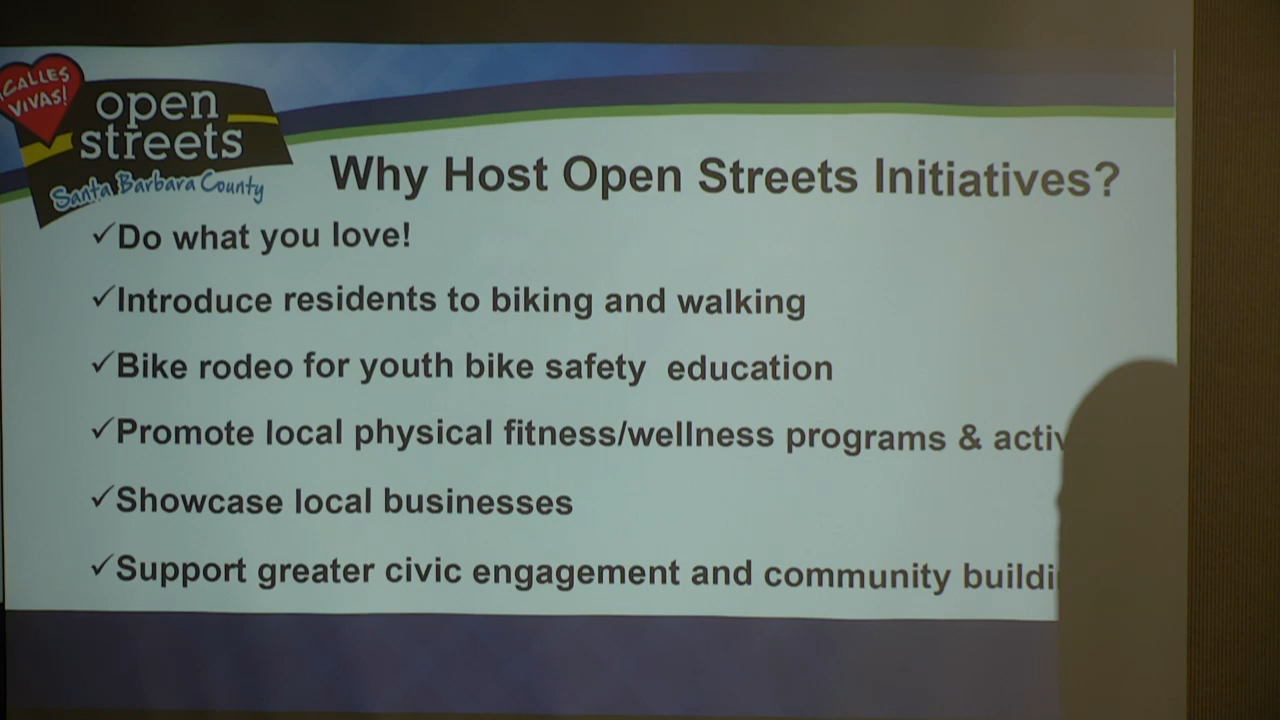 ¡CALLES
VIVAS!
open
streets
Santa Barbara County
Why Host Open Streets Initiatives?
✓Do what you love!
✓Introduce residents to biking and walking
✓Bike rodeo for youth bike safety education
✓Promote local physical fitness/wellness programs & activ
✓Showcase local businesses
✓Support greater civic engagement and community buildi